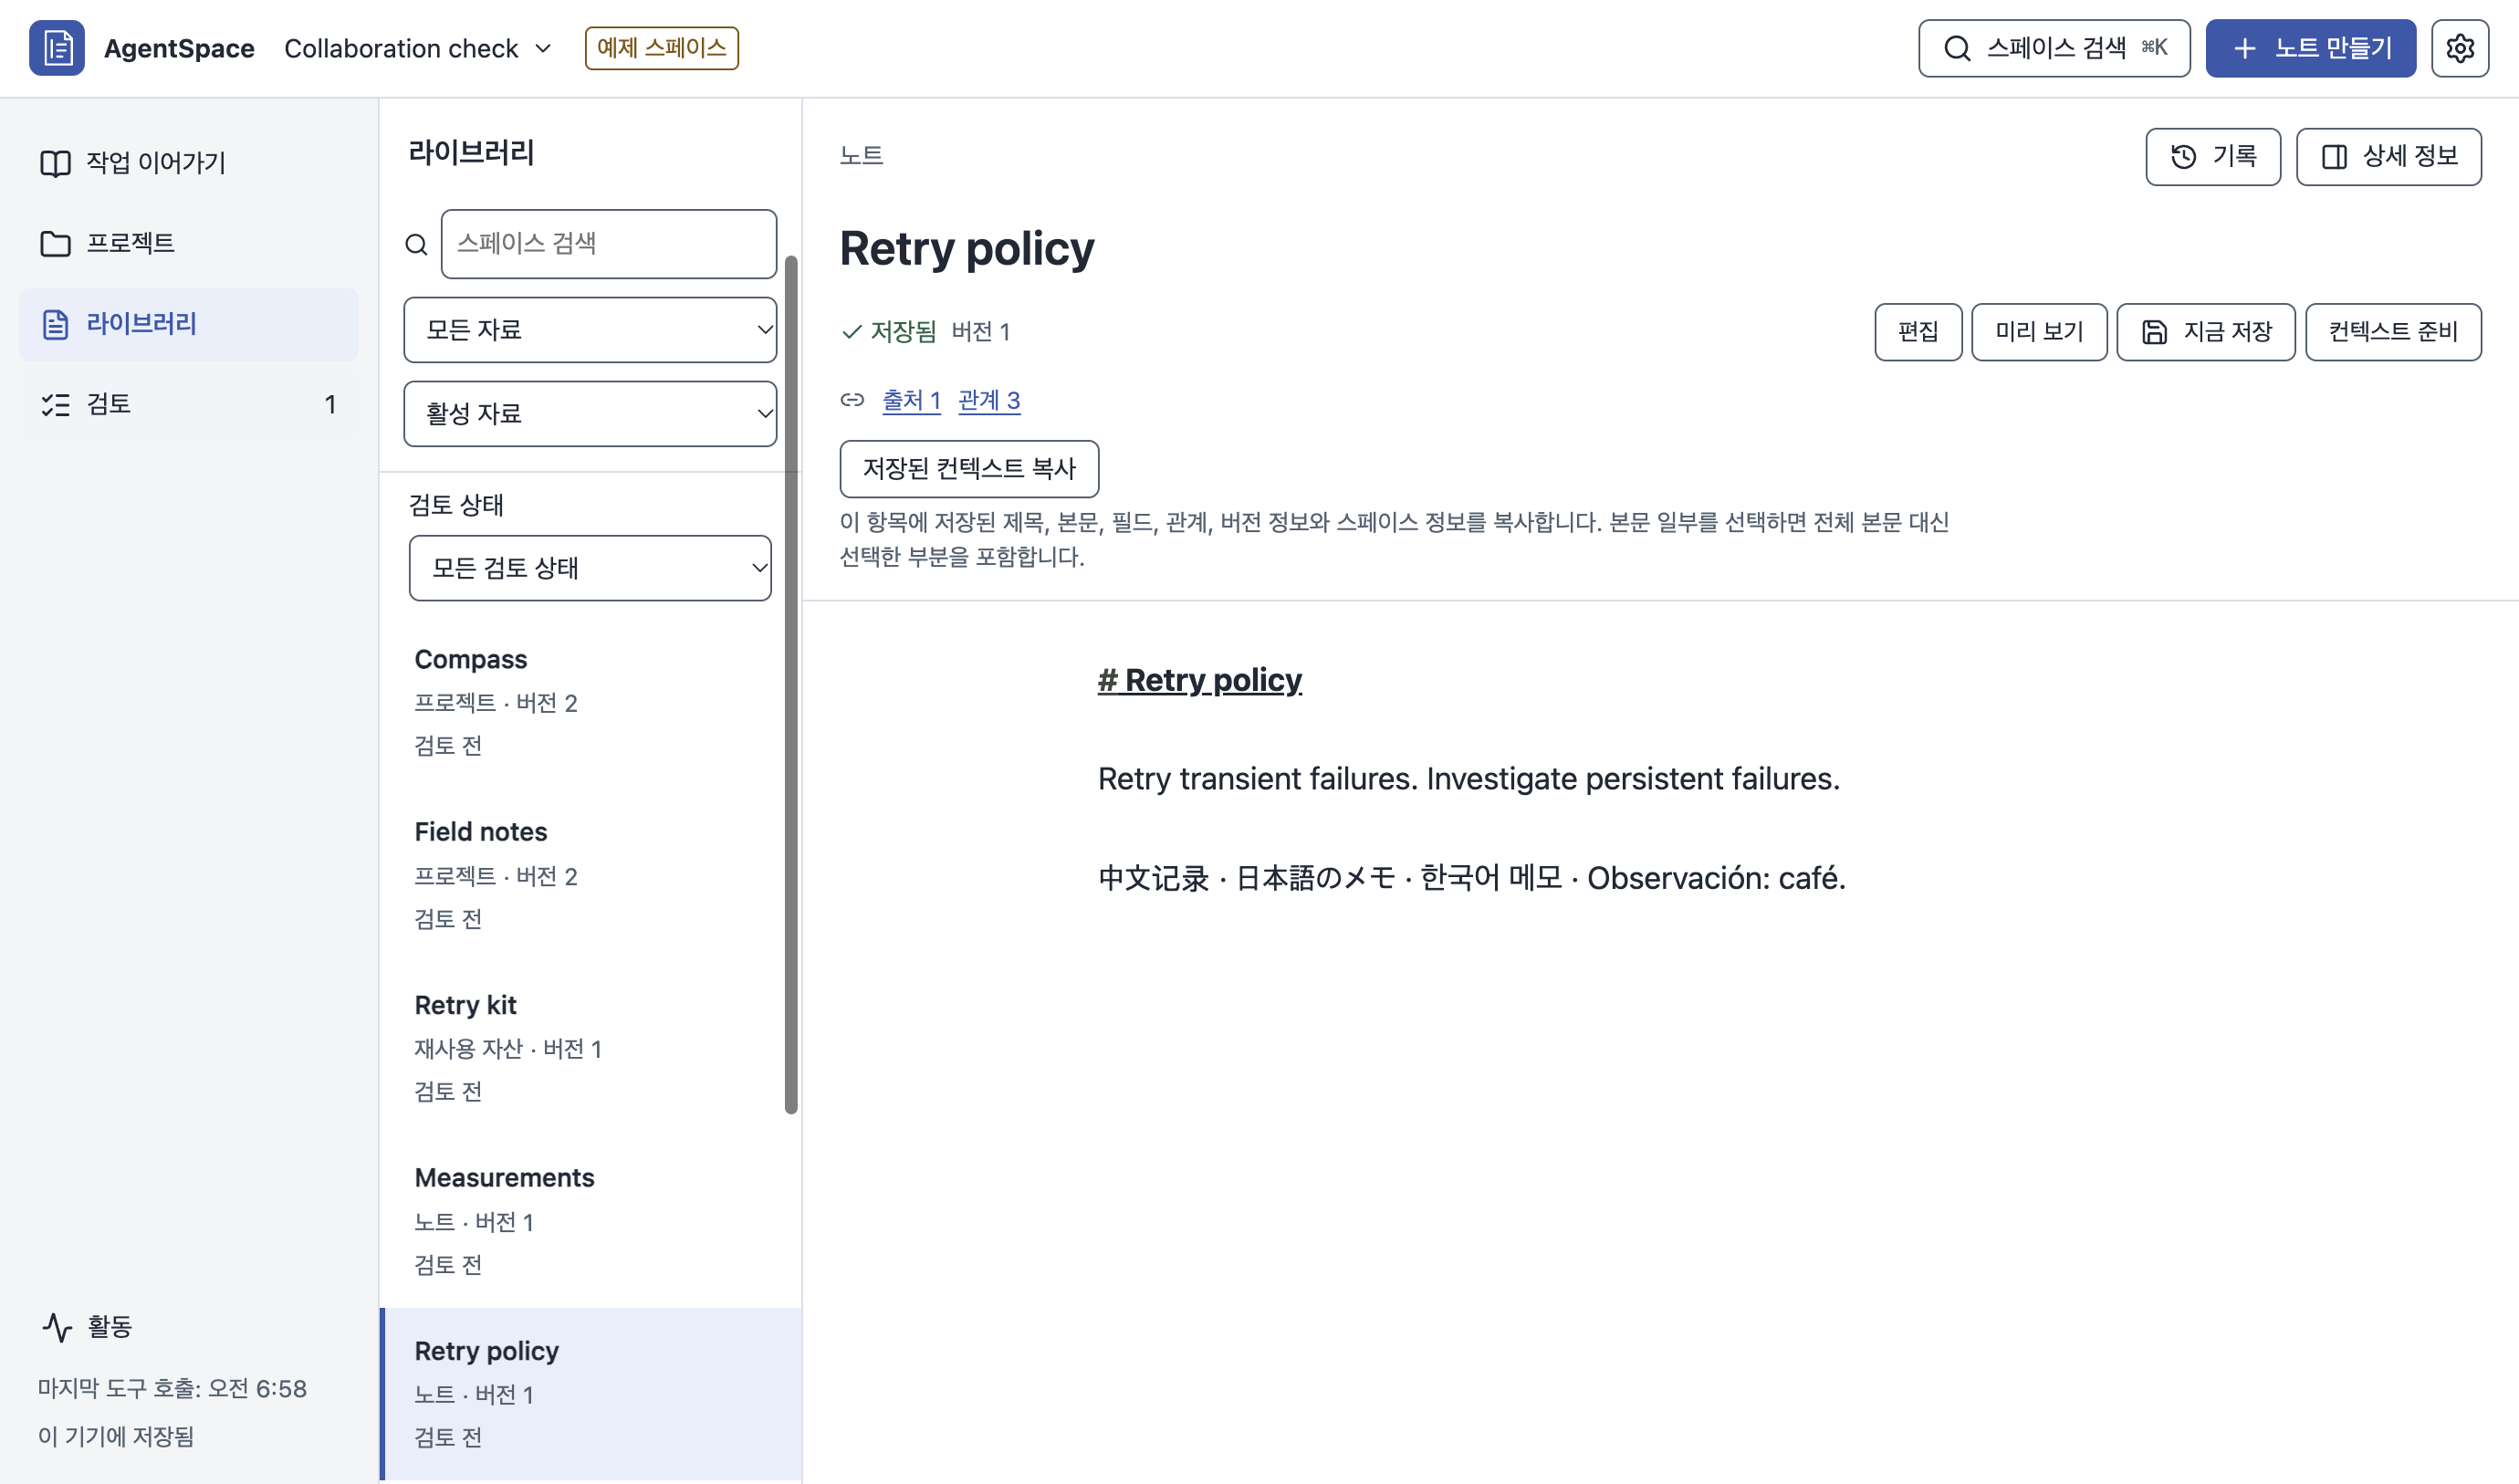 AgentSpace
Collaboration check
예제 스페이스
스페이스 검색 ⌘K
+ 노트 만들기
작업 이어가기
프로젝트
라이브러리
검토 1
활동
마지막 도구 호출: 오전 6:58
이 기기에 저장됨
라이브러리
스페이스 검색
모든 자료
활성 자료
검토 상태
모든 검토 상태
Compass
프로젝트 · 버전 2
검토 전
Field notes
프로젝트 · 버전 2
검토 전
Retry kit
재사용 자산 · 버전 1
검토 전
Measurements
노트 · 버전 1
검토 전
Retry policy
노트 · 버전 1
검토 전
노트
기록
상세 정보
Retry policy
저장됨 버전 1
편집
미리 보기
지금 저장
컨텍스트 준비
출처 1 관계 3
저장된 컨텍스트 복사
이 항목에 저장된 제목, 본문, 필드, 관계, 버전 정보와 스페이스 정보를 복사합니다. 본문 일부를 선택하면 전체 본문 대신
선택한 부분을 포함합니다.
# Retry policy
Retry transient failures. Investigate persistent failures.
中文记录 · 日本語のメモ · 한국어 메모 · Observación: café.